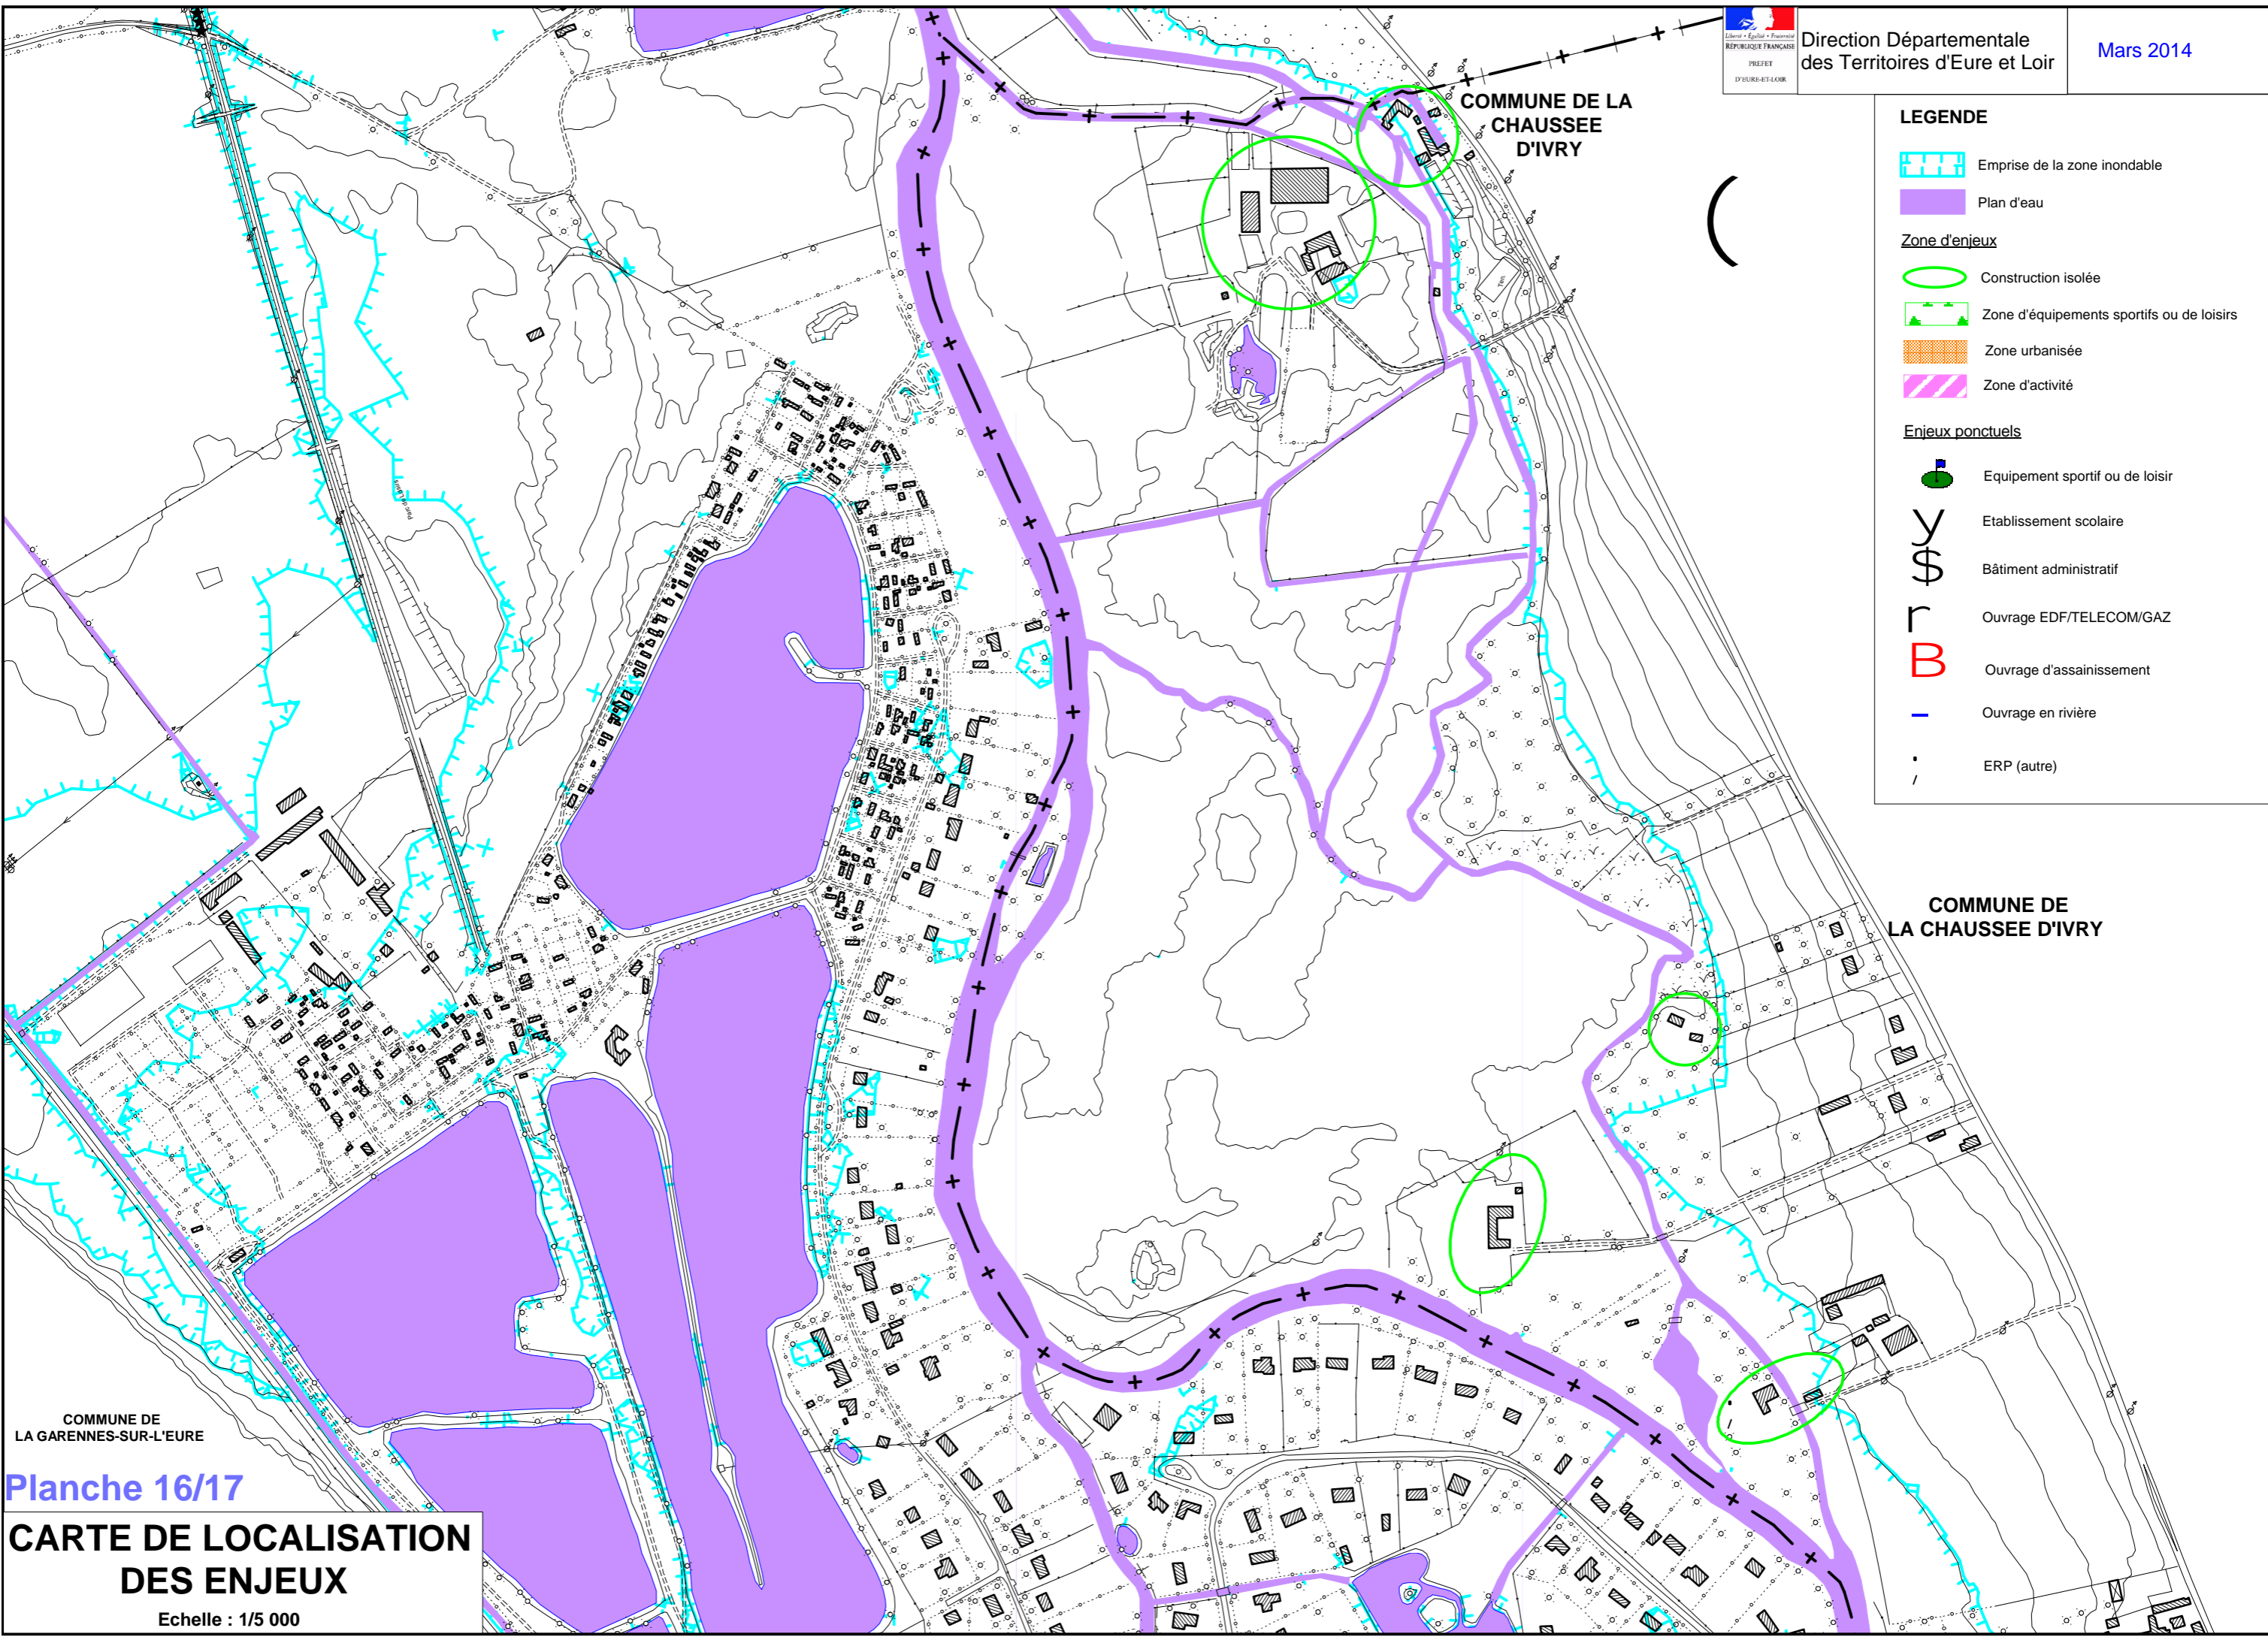 Liberté • Égalité • Fraternité
RÉPUBLIQUE FRANÇAISE
PREFET
D'EURE-ET-LOIR
Direction Départementale
des Territoires d'Eure et Loir
Mars 2014
COMMUNE DE LA
CHAUSSEE
D'IVRY
(
LEGENDE
Emprise de la zone inondable
Plan d'eau
Zone d'enjeux
Construction isolée
Zone d'équipements sportifs ou de loisirs
Zone urbanisée
Zone d'activité
Enjeux ponctuels
Equipement sportif ou de loisir
y Etablissement scolaire
$ Bâtiment administratif
r Ouvrage EDF/TELECOM/GAZ
B Ouvrage d'assainissement
Ouvrage en rivière
ERP (autre)
COMMUNE DE
LA CHAUSSEE D'IVRY
COMMUNE DE
LA GARENNES-SUR-L'EURE
Planche 16/17
CARTE DE LOCALISATION
DES ENJEUX
Echelle : 1/5 000